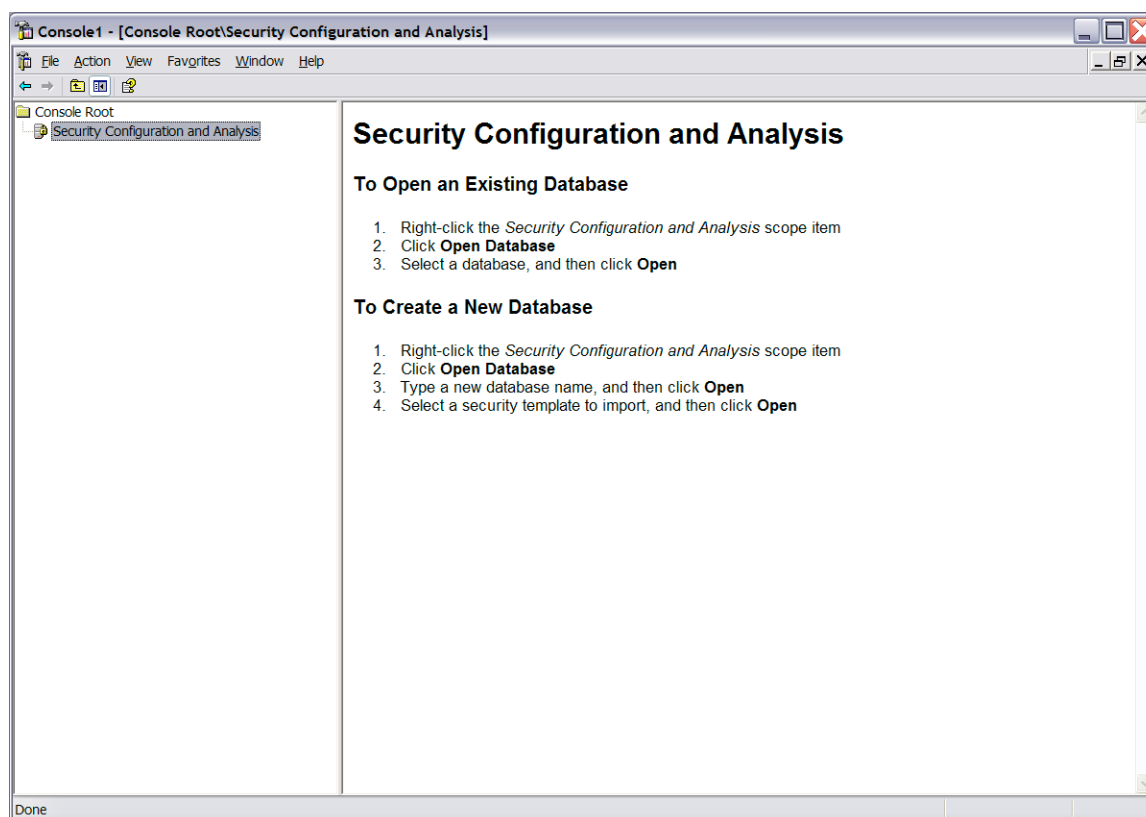 Console1 - [Console Root\Security Configuration and Analysis]
File Action View Favorites Window Help
Console Root
Security Configuration and Analysis
Security Configuration and Analysis
To Open an Existing Database
1. Right-click the Security Configuration and Analysis scope item
2. Click Open Database
3. Select a database, and then click Open
To Create a New Database
1. Right-click the Security Configuration and Analysis scope item
2. Click Open Database
3. Type a new database name, and then click Open
4. Select a security template to import, and then click Open
Done